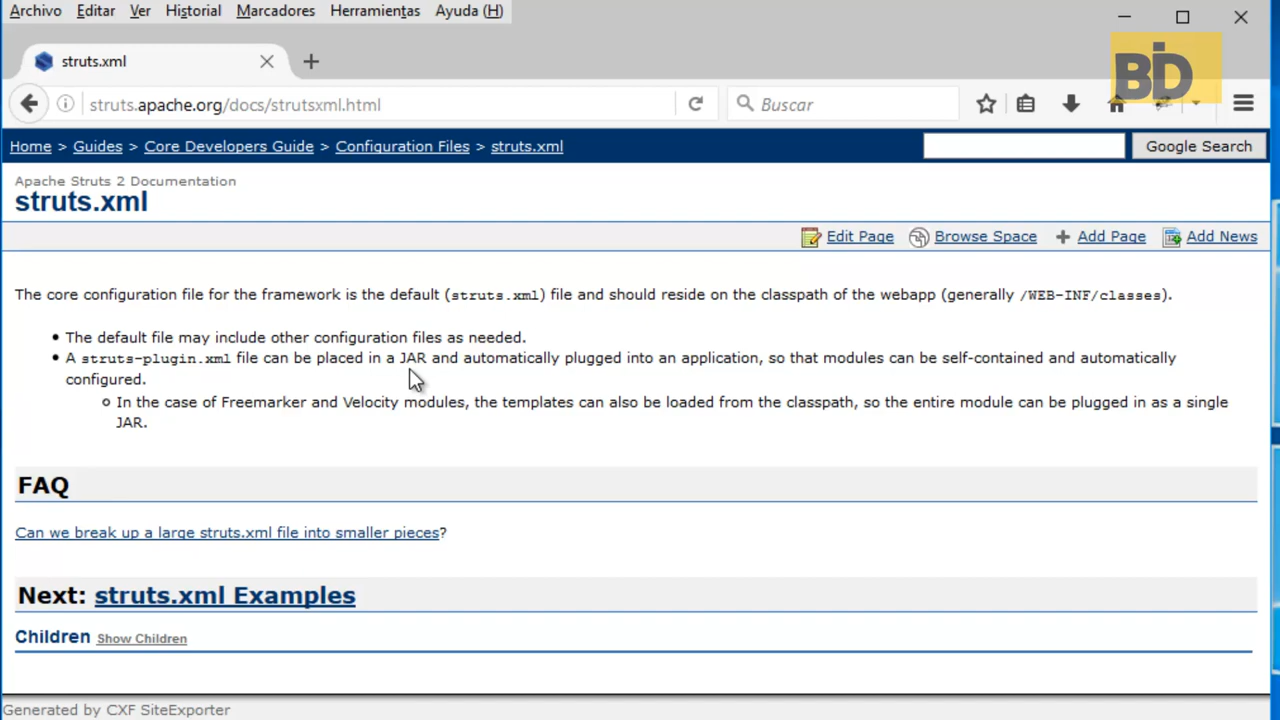 Archivo Editar Ver Historial Marcadores Herramientas Ayuda (H)
struts.xml
struts.apache.org/docs/strutsxml.html
Buscar
BID
Home > Guides > Core Developers Guide > Configuration Files > struts.xml
Google Search
Apache Struts 2 Documentation
struts.xml
Edit Page Browse Space Add Page Add News
The core configuration file for the framework is the default (struts.xml) file and should reside on the classpath of the webapp (generally /WEB-INF/classes).
• The default file may include other configuration files as needed.
• A struts-plugin.xml file can be placed in a JAR and automatically plugged into an application, so that modules can be self-contained and automatically
configured.
o In the case of Freemarker and Velocity modules, the templates can also be loaded from the classpath, so the entire module can be plugged in as a single
JAR.
FAQ
Can we break up a large struts.xml file into smaller pieces?
Next: struts.xml Examples
Children Show Children
Generated by CXF SiteExporter